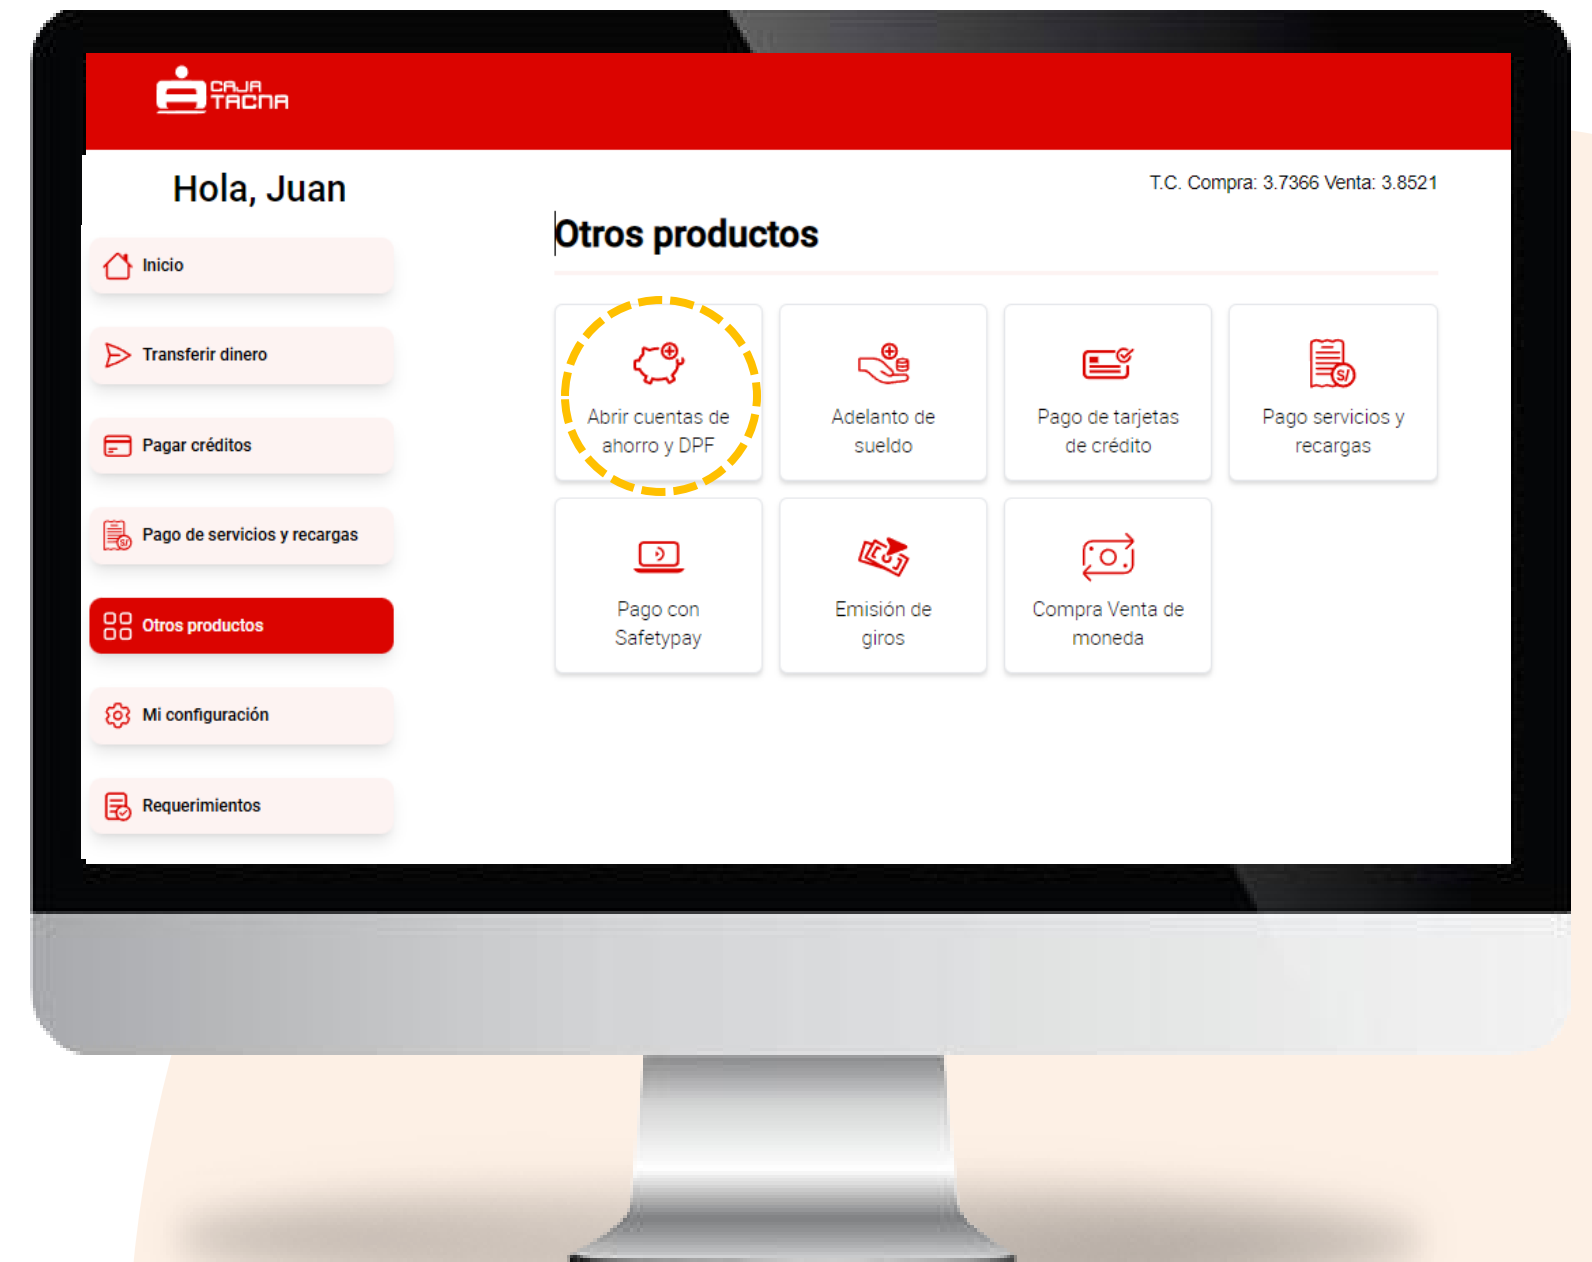 CAJA
TACNA
Hola, Juan
T.C. Compra: 3.7366 Venta: 3.8521
Inicio
Transferir dinero
Pagar créditos
Pago de servicios y recargas
Otros productos
Mi configuración
Requerimientos
Otros productos
Abrir cuentas de
ahorro y DPF
Adelanto de
sueldo
Pago de tarjetas
de crédito
S/
Pago servicios y
recargas
Pago con
Safetypay
Emisión de
giros
Compra Venta de
moneda